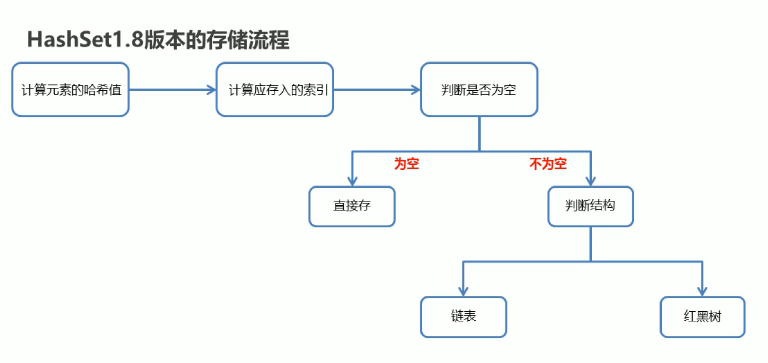 HashSet1.8版本的存储流程
计算元素的哈希值
计算应存入的索引
判断是否为空
为空
不为空
直接存
判断结构
链表
红黑树